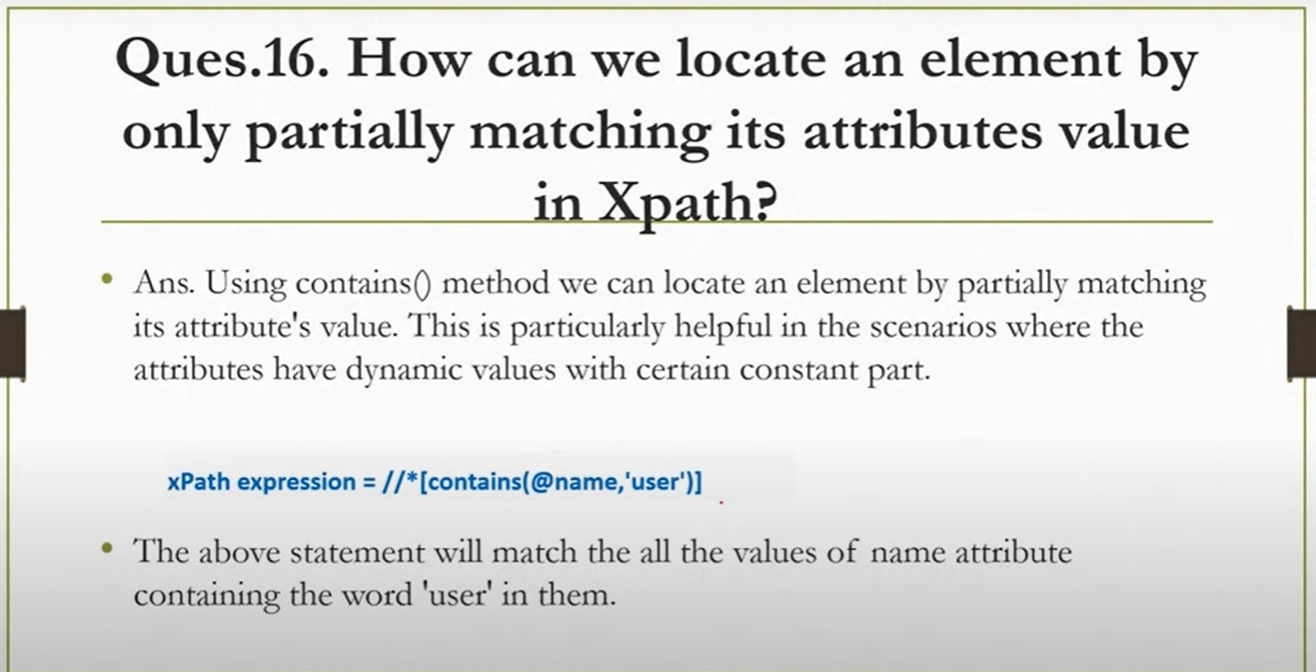 Ques.16. How can we locate an element by
only partially matching its attributes value
in Xpath?
• Ans. Using contains() method we can locate an element by partially matching
its attribute's value. This is particularly helpful in the scenarios where the
attributes have dynamic values with certain constant part.
xPath expression = //*[contains(@name,'user')]
• The above statement will match the all the values of name attribute
containing the word 'user' in them.